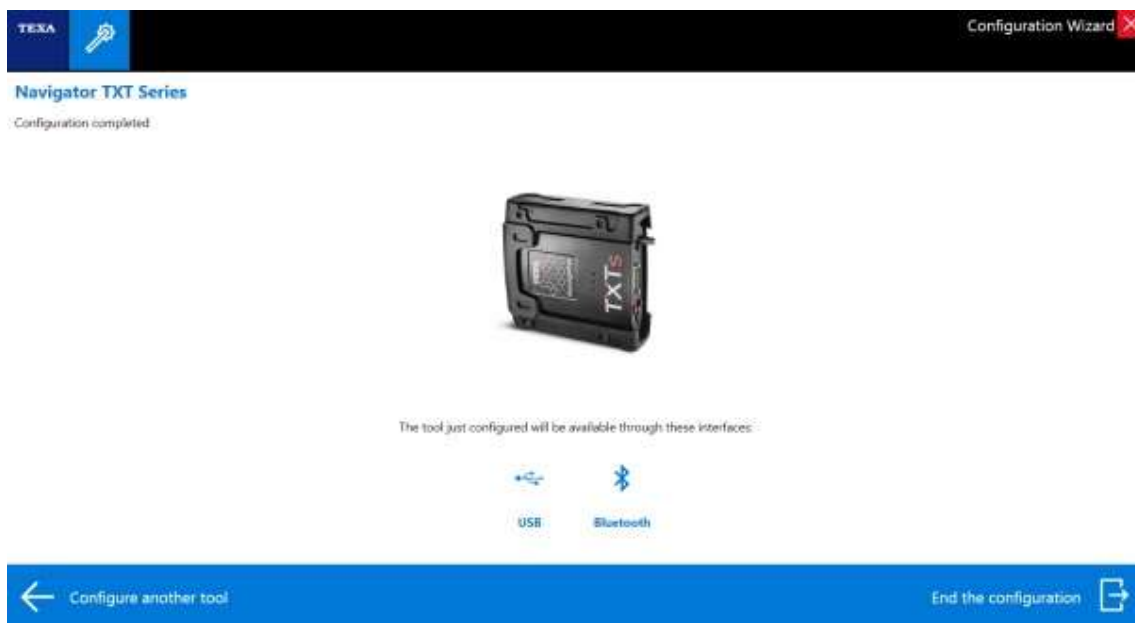 TEXA
Configuration Wizard
Navigator TXT Series
Configuration completed
TXTs
The tool just configured will be available through these interfaces:
USB
Bluetooth
Configure another tool
End the configuration